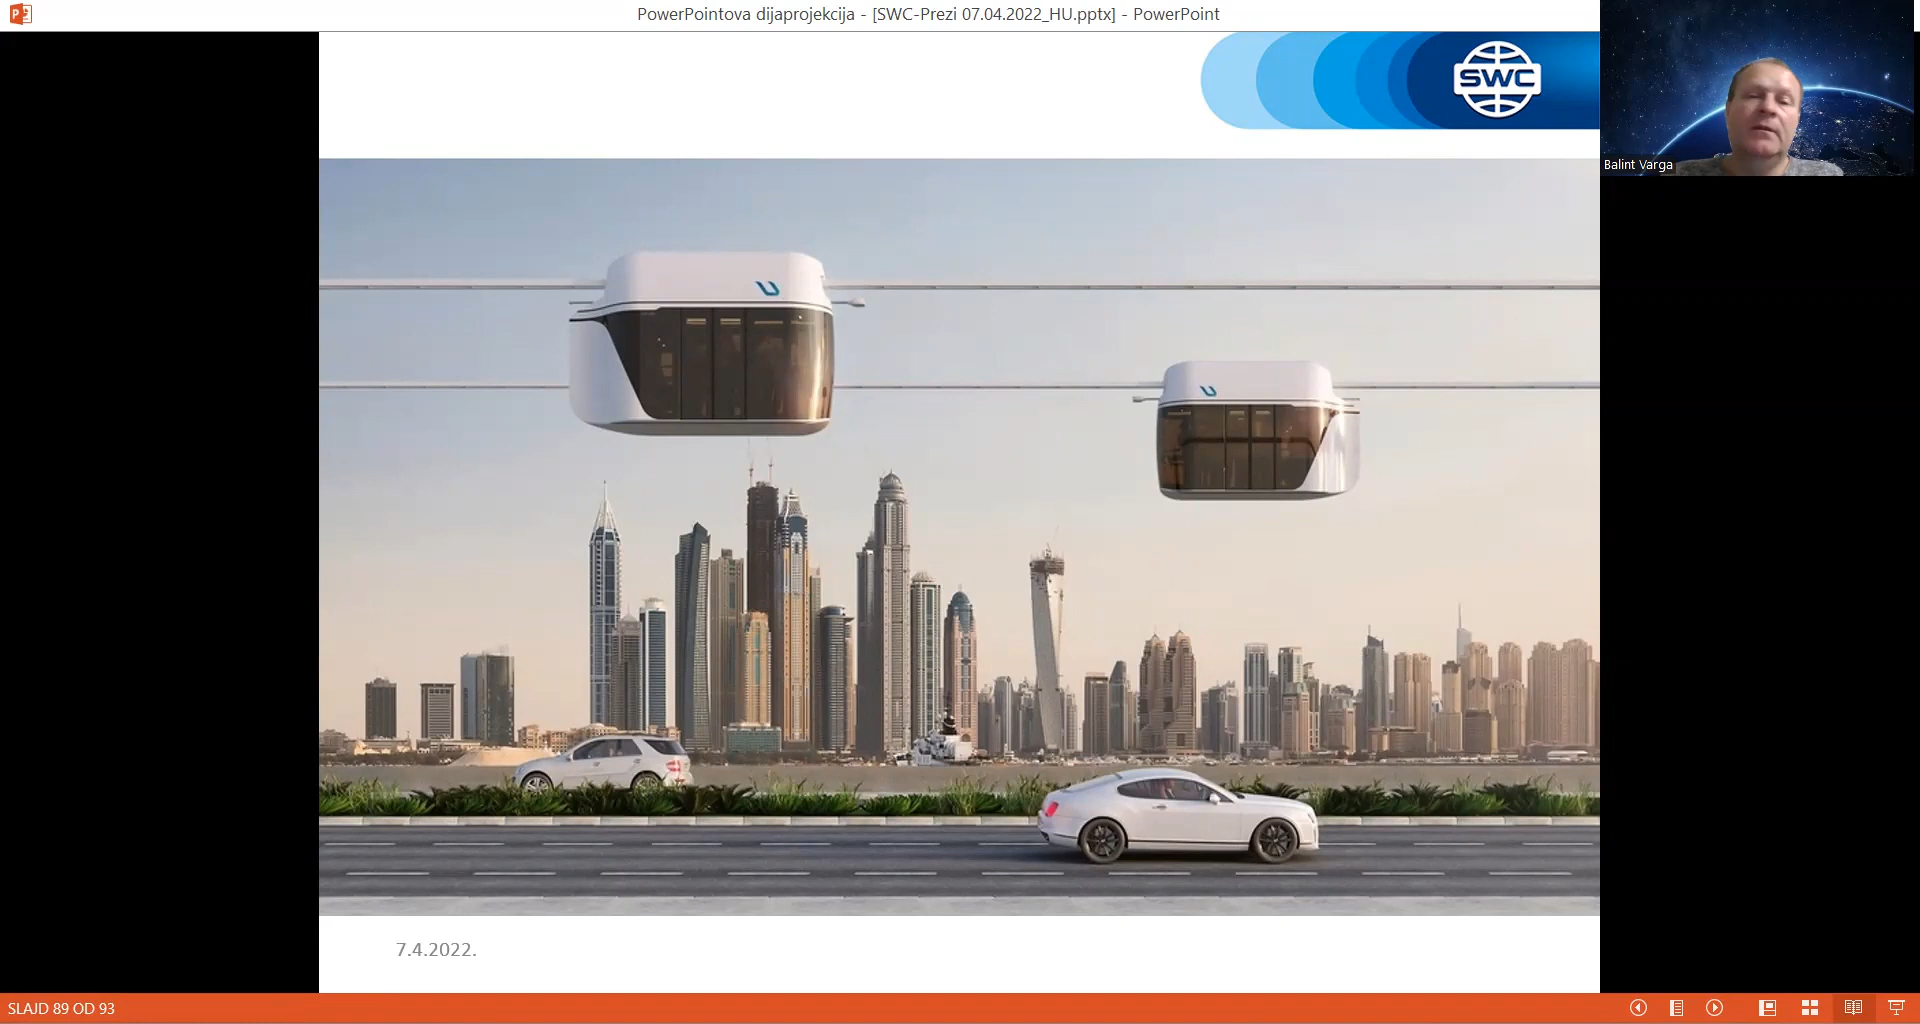 PowerPointova dijaprojekcija - [SWC-Prezi 07.04.2022_HU.pptx] - PowerPoint
SWC
Balint Varga
7.4.2022.
SLAJD 89 OD 93